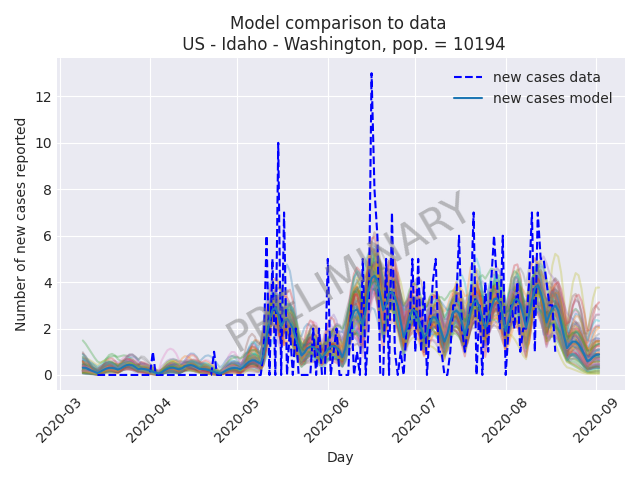 Model comparison to data
US - Idaho - Washington, pop. = 10194
new cases data
new cases model
PRELIMINARY
Number of new cases reported
12
10
8
6
4
2
0
2020-03
2020-04
2020-05
2020-06
2020-07
2020-08
2020-09
Day